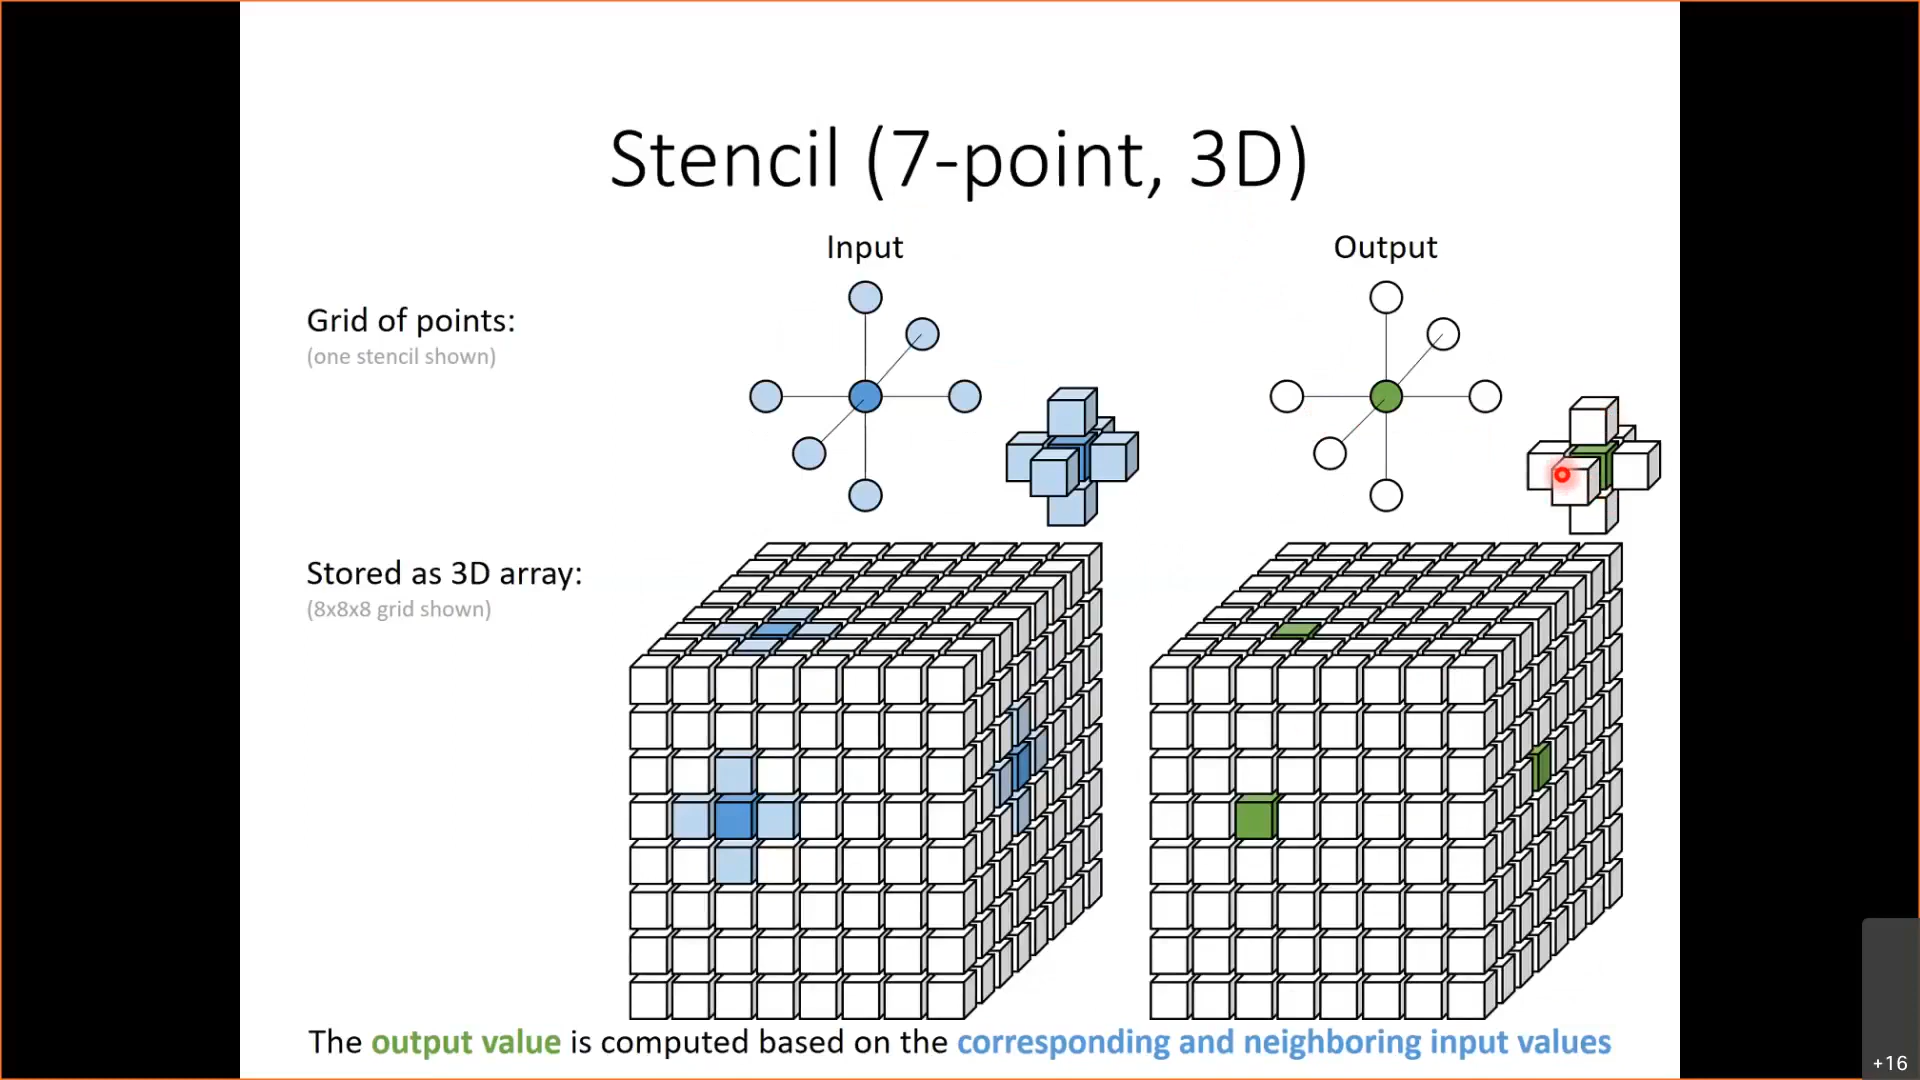 Stencil (7-point, 3D)
Input
Output
Grid of points:
(one stencil shown)
Stored as 3D array:
(8x8x8 grid shown)
The output value is computed based on the corresponding and neighboring input values
+16